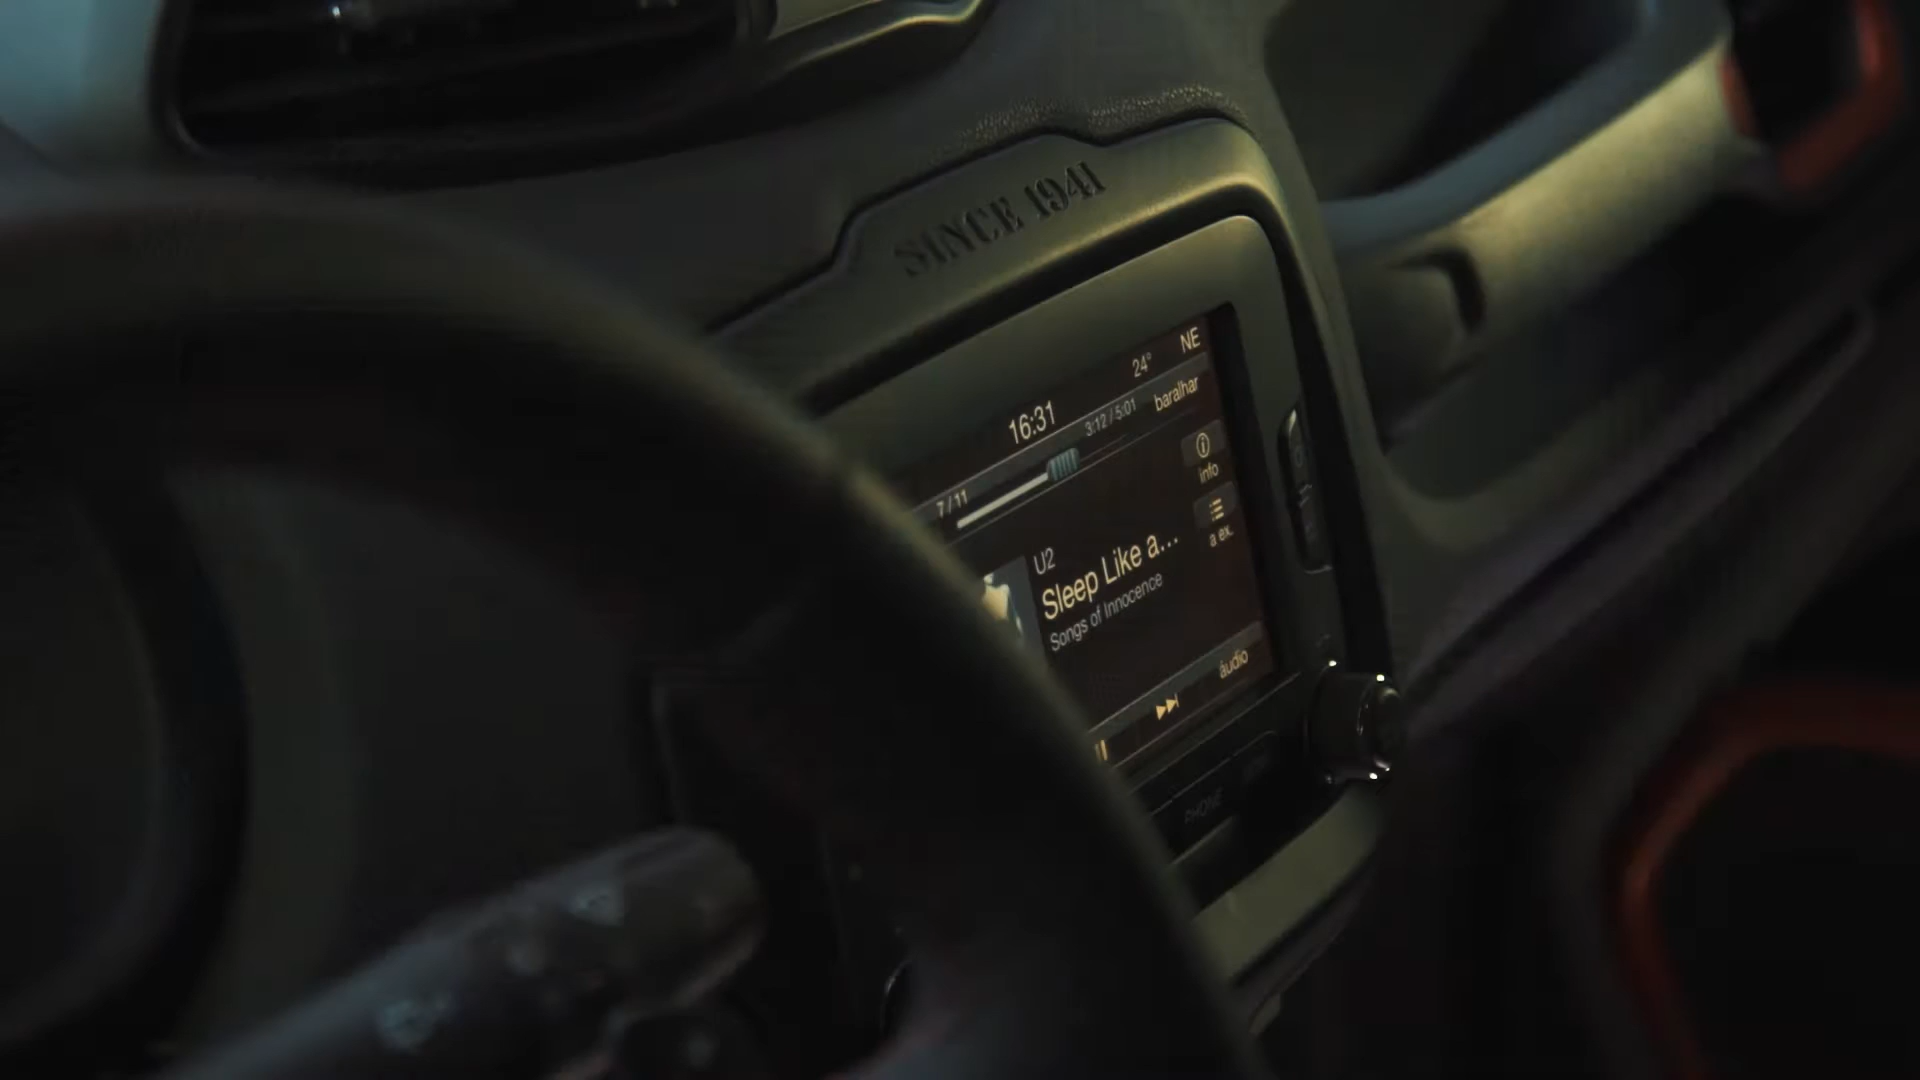 SINCE 1941
16:31
24°
NE
7 / 11
3:12 / 5:01
baralhar
info
U2
Sleep Like a...
Songs of Innocence
a ex.
áudio
PHONE